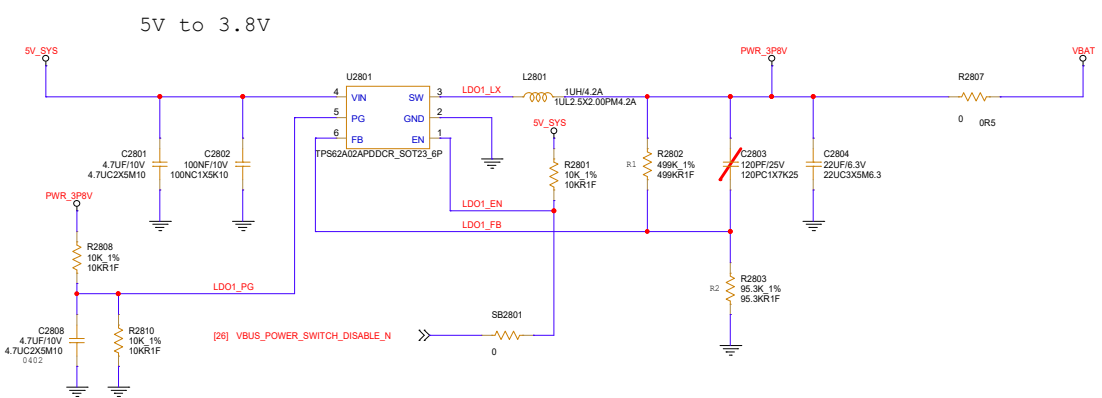 5V to 3.8V
5V_SYS
PWR_3P8V
VBAT
U2801
L2801
R2807
4 VIN SW 3
LDO1_LX
1UH/4.2A
1UL2.5X2.00PM4.2A
5 PG GND 2
0 0R5
6 FB EN 1
TPS62A02APDDCR_SOT23_6P
5V_SYS
C2801
4.7UF/10V
4.7UC2X5M10
C2802
100NF/10V
100NC1X5K10
R2801
10K_1%
10KR1F
R1
R2802
499K_1%
499KR1F
C2803
120PF/25V
120PC1X7K25
C2804
22UF/6.3V
22UC3X5M6.3
PWR_3P8V
LDO1_EN
LDO1_FB
R2808
10K_1%
10KR1F
LDO1_PG
R2
R2803
95.3K_1%
95.3KR1F
SB2801
0
[26] VBUS_POWER_SWITCH_DISABLE_N
C2808
4.7UF/10V
4.7UC2X5M10
0402
R2810
10K_1%
10KR1F